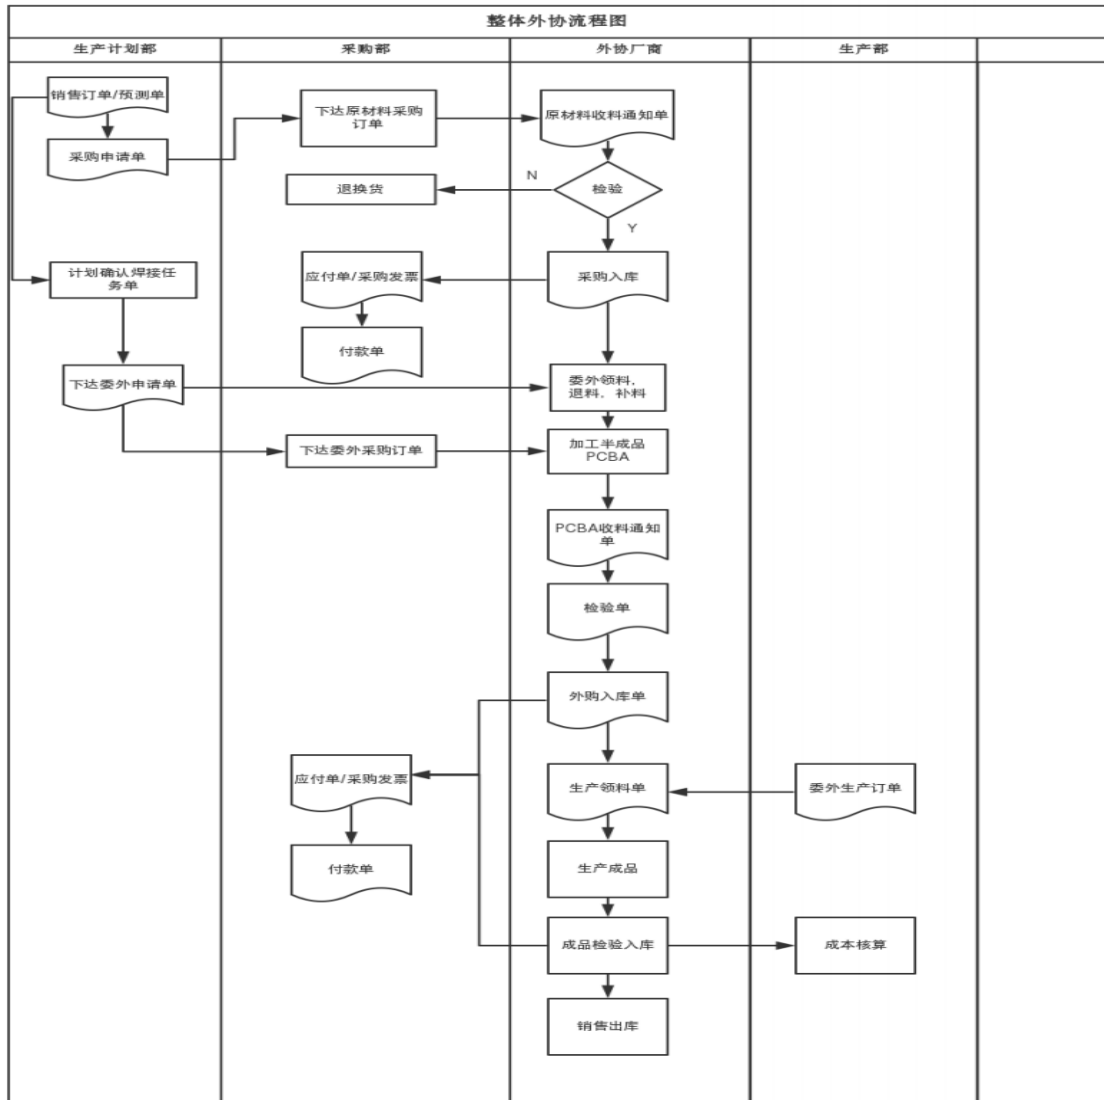 整体外协流程图
生产计划部
采购部
外协厂商
生产部
销售订单/预测单
下达原材料采购
订单
原材料收料通知单
采购申请单
N
退换货
检验
Y
计划确认焊接任
务单
应付单/采购发票
采购入库
付款单
下达委外申请单
委外领料，
退料，补料
下达委外采购订单
加工半成品
PCBA
PCBA收料通知
单
检验单
外购入库单
应付单/采购发票
生产领料单
委外生产订单
付款单
生产成品
成品检验入库
成本核算
销售出库